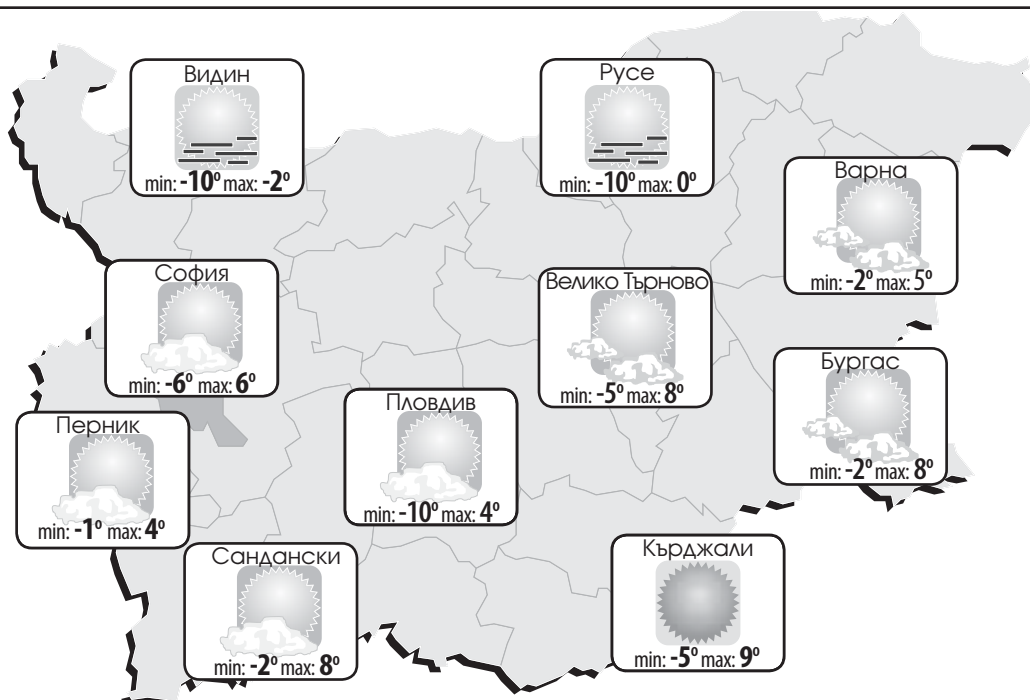 Видин
min: -10° max: -2°
Русе
min: -10° max: 0°
Варна
min: -2° max: 5°
София
min: -6° max: 6°
Велико Търново
min: -5° max: 8°
Бургас
min: -2° max: 8°
Пловдив
min: -10° max: 4°
Перник
min: -1° max: 4°
Сандански
min: -2° max: 8°
Кърджали
min: -5° max: 9°